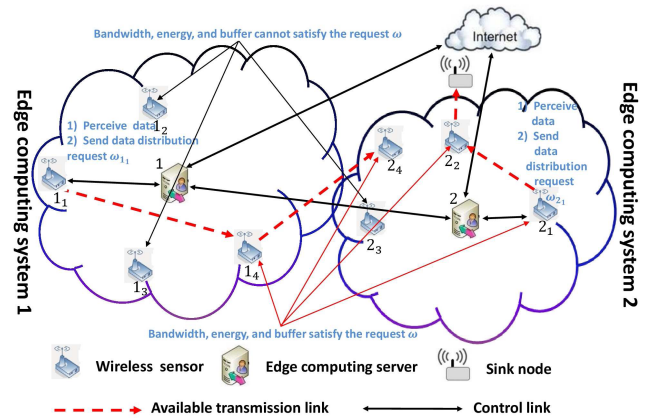 Bandwidth, energy, and buffer cannot satisfy the request ω
Internet
Edge computing system 1
Edge computing system 2
1) Perceive data
2) Send data distribution
request ω₁₁
1) Perceive
data
2) Send
data
distribution
request
ω₂₁
1₂
1
1₁
1₃
1₄
2₄
2₂
2₃
2
2₁
Bandwidth, energy, and buffer satisfy the request ω
Wireless sensor
Edge computing server
Sink node
Available transmission link
Control link